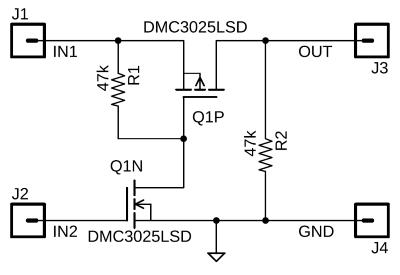 J1
DMC3025LSD
IN1
OUT
J3
47k
R1
Q1P
47k
R2
Q1N
J2
IN2
DMC3025LSD
GND
J4